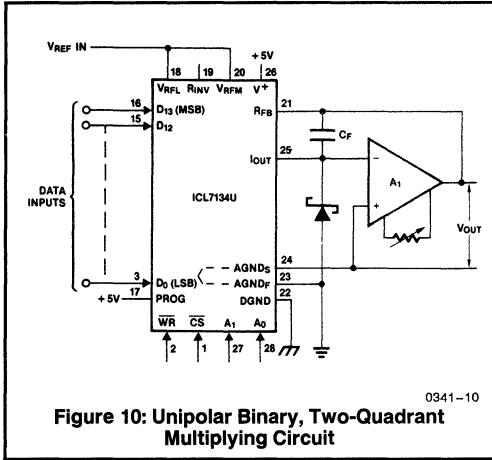 VREF IN
+5V
18 19 20 26
VRFL RINV VRFM V+
16 D13 (MSB)
15 D12
RFB 21
CF
IOUT 25
DATA
INPUTS
ICL7134U
−
A1
+
VOUT
3 D0 (LSB)
AGNDS 24
AGNDF 23
+5V 17 PROG
DGND 22
WR CS A1 A0
2 1 27 28
0341–10
Figure 10: Unipolar Binary, Two-Quadrant
Multiplying Circuit